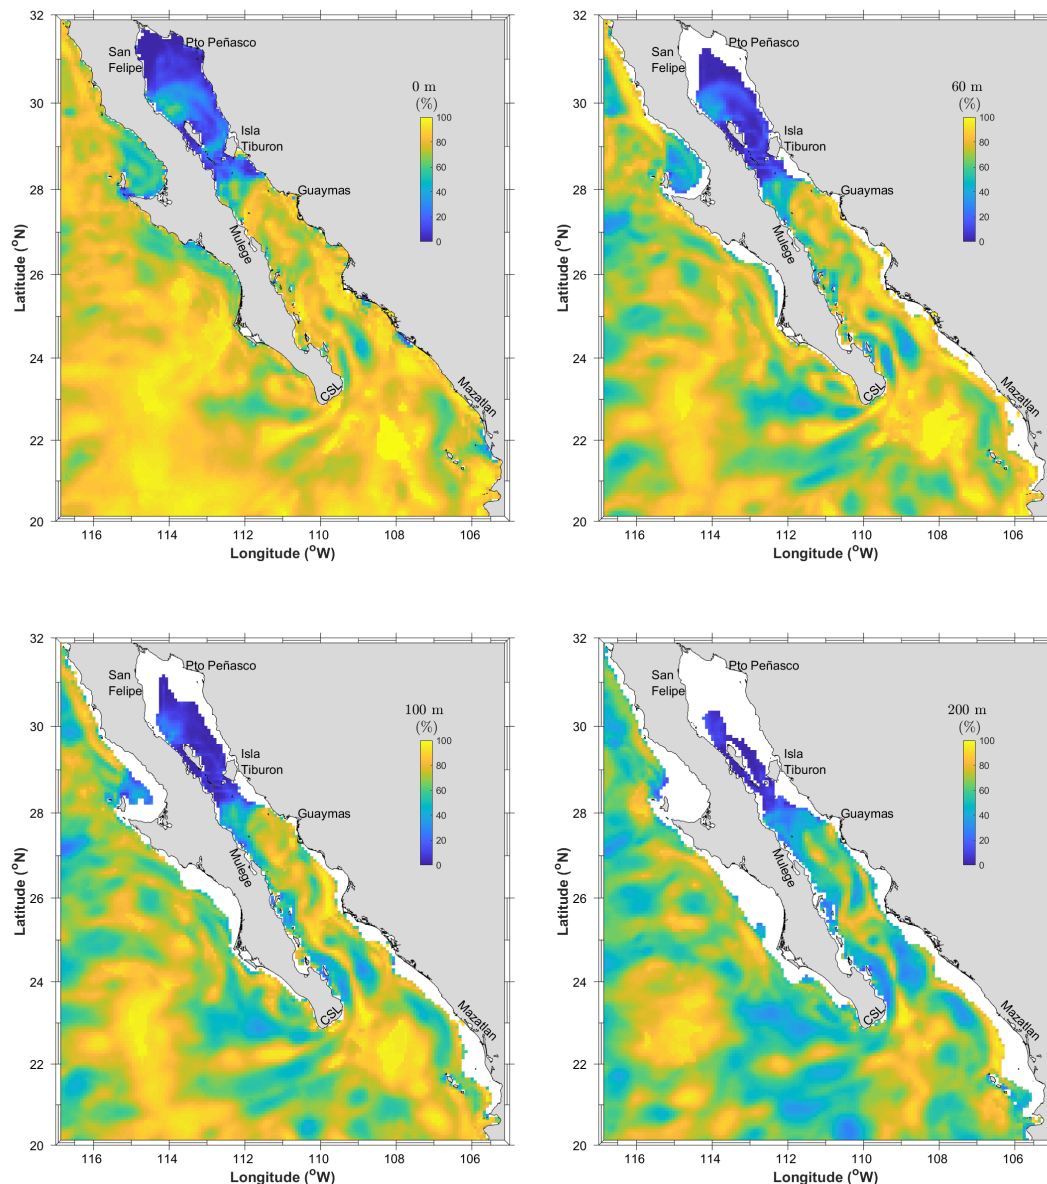 32
30
28
26
24
22
20
Latitude (°N)
116
114
112
110
108
106
Longitude (°W)
San
Felipe
Pto Peñasco
Isla
Tiburon
Guaymas
Mulege
CSL
Mazatlan
0 m
(%)
100
80
60
40
20
0
32
30
28
26
24
22
20
Latitude (°N)
116
114
112
110
108
Longitude (°W)
San
Felipe
Pto Peñasco
Isla
Tiburon
Guaymas
Mulege
CSL
Mazatlan
60 m
(%)
100
80
60
40
20
0
32
30
28
26
24
22
20
Latitude (°N)
116
114
112
110
108
106
Longitude (°W)
San
Felipe
Pto Peñasco
Isla
Tiburon
Guaymas
Mulege
CSL
Mazatlan
100 m
(%)
100
80
60
40
20
0
32
30
28
26
24
22
20
Latitude (°N)
116
114
112
110
108
Longitude (°W)
San
Felipe
Pto Peñasco
Isla
Tiburon
Guaymas
Mulege
CSL
Mazatlan
200 m
(%)
100
80
60
40
20
0